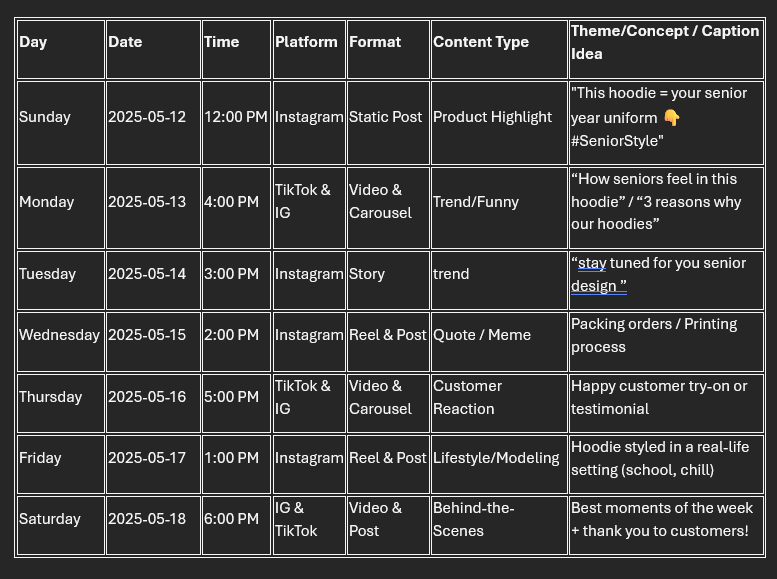 Day Date Time Platform Format Content Type Theme/Concept / Caption
Idea
Sunday 2025-05-12 12:00 PM Instagram Static Post Product Highlight "This hoodie = your senior
year uniform 👇
#SeniorStyle"
Monday 2025-05-13 4:00 PM TikTok &
IG Video &
Carousel Trend/Funny “How seniors feel in this
hoodie” / “3 reasons why
our hoodies”
Tuesday 2025-05-14 3:00 PM Instagram Story trend “stay tuned for you senior
design ”
Wednesday 2025-05-15 2:00 PM Instagram Reel & Post Quote / Meme Packing orders / Printing
process
Thursday 2025-05-16 5:00 PM TikTok &
IG Video &
Carousel Customer
Reaction Happy customer try-on or
testimonial
Friday 2025-05-17 1:00 PM Instagram Reel & Post Lifestyle/Modeling Hoodie styled in a real-life
setting (school, chill)
Saturday 2025-05-18 6:00 PM IG &
TikTok Video &
Post Behind-the-
Scenes Best moments of the week
+ thank you to customers!